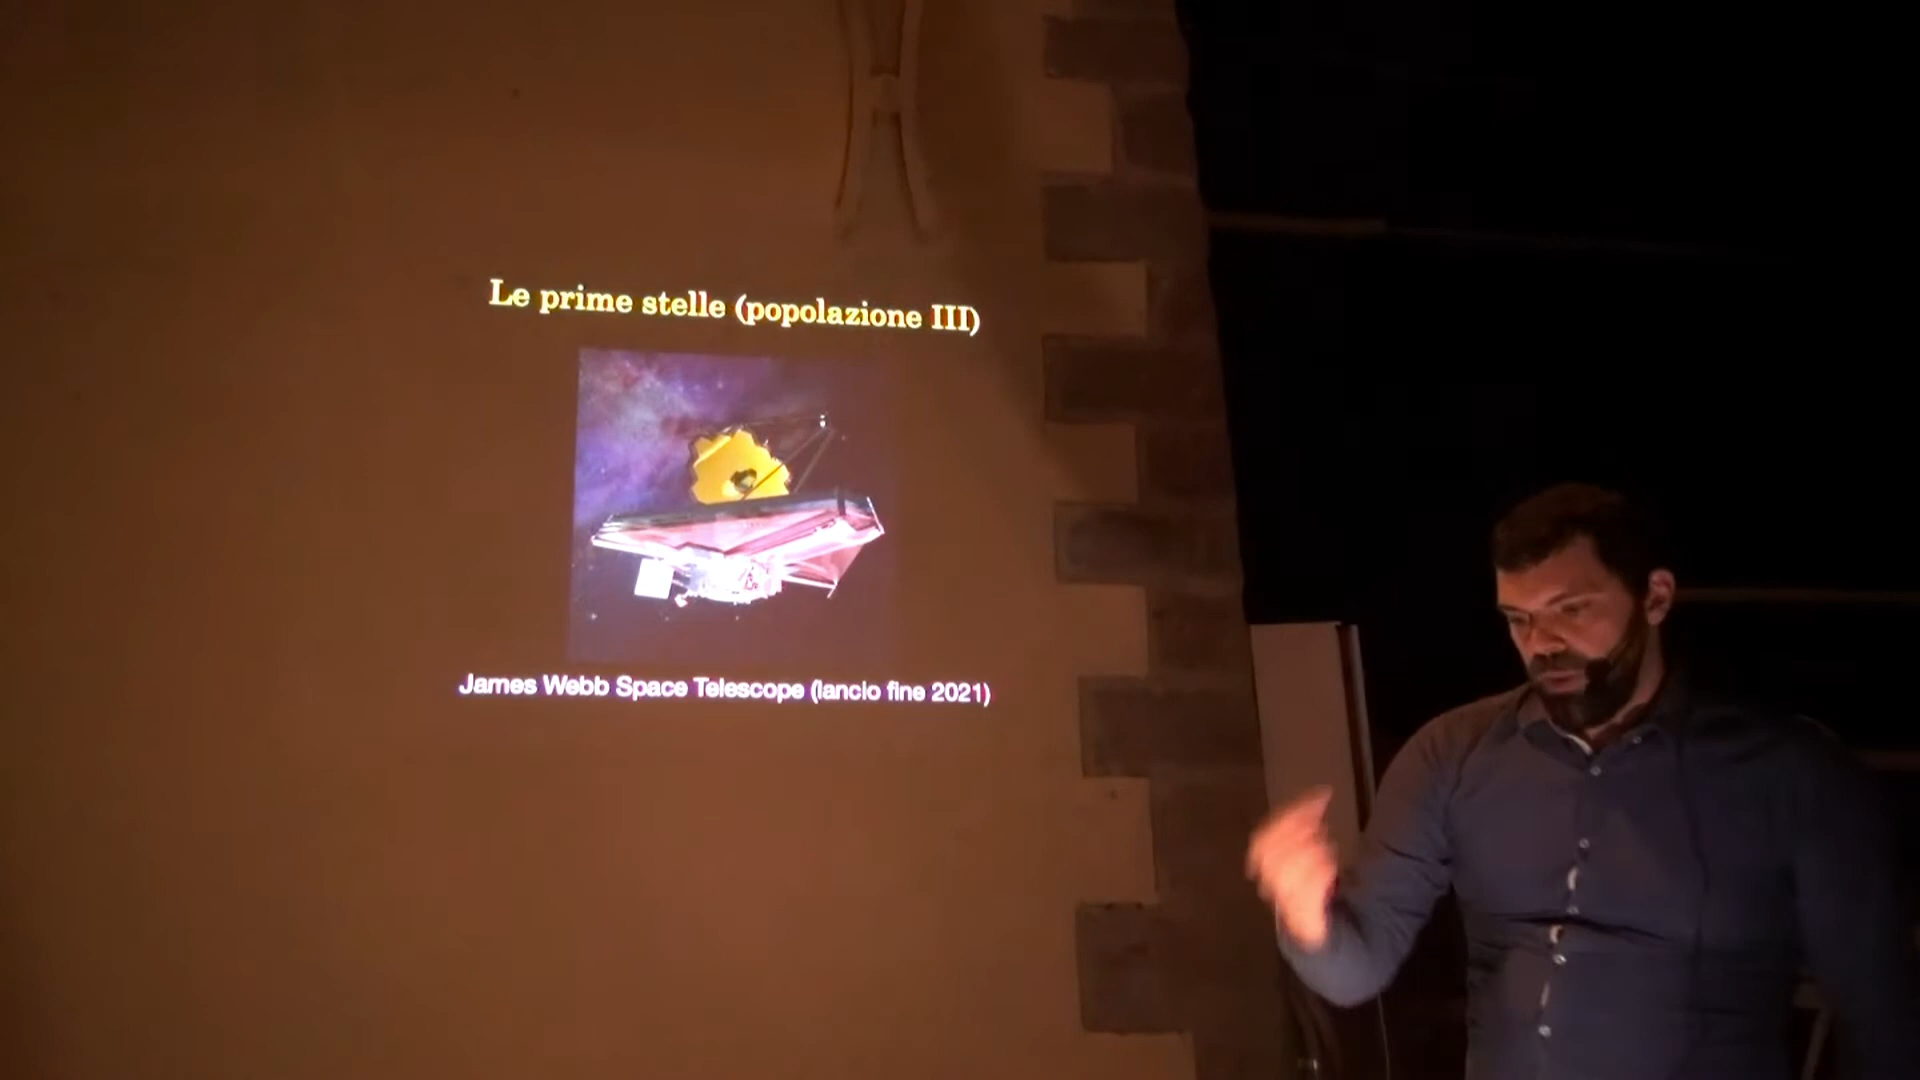 Le prime stelle (popolazione III)
James Webb Space Telescope (lancio fine 2021)